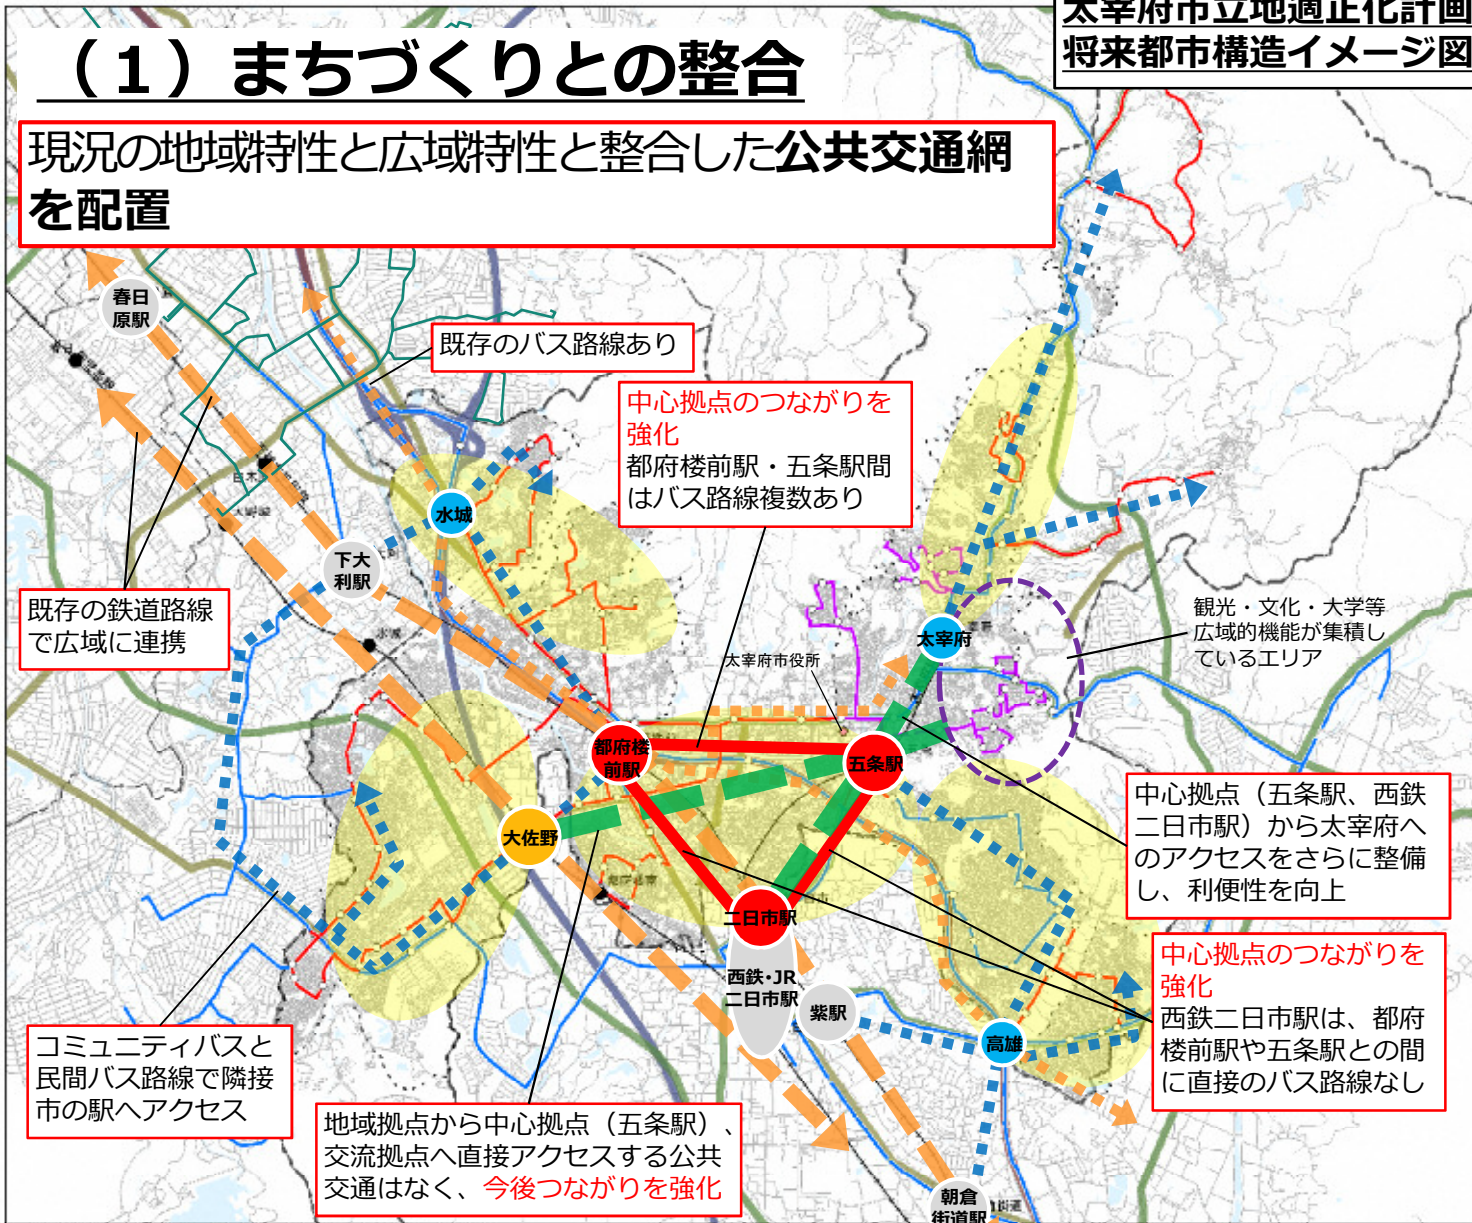 太宰府市立地適正化計画
将来都市構造イメージ図
（１）まちづくりとの整合
現況の地域特性と広域特性と整合した公共交通網
を配置
春日
原駅
既存のバス路線あり
中心拠点のつながりを
強化
都府楼前駅・五条駅間
はバス路線複数あり
水城
下大
利駅
既存の鉄道路線
で広域に連携
水城
観光・文化・大学等
広域的機能が集積し
ているエリア
太宰府
太宰府市役所
都府楼
前駅
五条駅
大佐野
中心拠点（五条駅、西鉄
二日市駅）から太宰府へ
のアクセスをさらに整備
し、利便性を向上
二日市駅
西鉄・JR
二日市駅
紫駅
高雄
中心拠点のつながりを
強化
西鉄二日市駅は、都府
楼前駅や五条駅との間
に直接のバス路線なし
コミュニティバスと
民間バス路線で隣接
市の駅へアクセス
地域拠点から中心拠点（五条駅）、
交流拠点へ直接アクセスする公共
交通はなく、今後つながりを強化
朝倉
街道駅